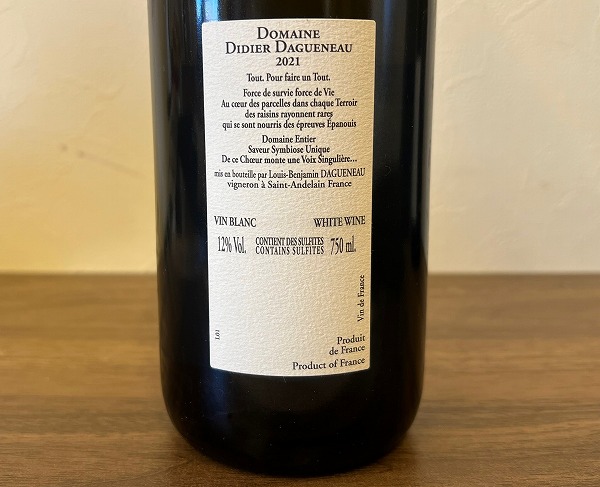 DOMAINE
DIDIER DAGUENEAU
2021
Tout. Pour faire un Tout.
Force de survie force de Vie
Au cœur des parcelles dans chaque Terroir
des raisins rayonnent rares
qui se sont nourris des épreuves Épanouis
Domaine Entier
Saveur Symbiose Unique
De ce Chœur monte une Voix Singulière...
mis en bouteille par Louis-Benjamin DAGUENEAU
vigneron à Saint-Andelain France
VIN BLANC WHITE WINE
12% Vol. CONTIENT DES SULFITES 750 ml.
CONTAINS SULFITES
Vin de France
L01
Produit
de France
Product of France